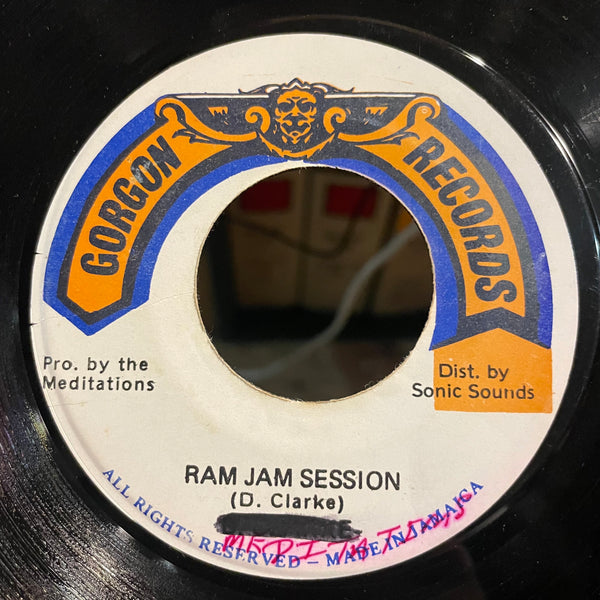 GORGON RECORDS
Pro. by the
Meditations
Dist. by
Sonic Sounds
RAM JAM SESSION
(D. Clarke)
MEDITATIONS
ALL RIGHTS RESERVED – MADE IN JAMAICA